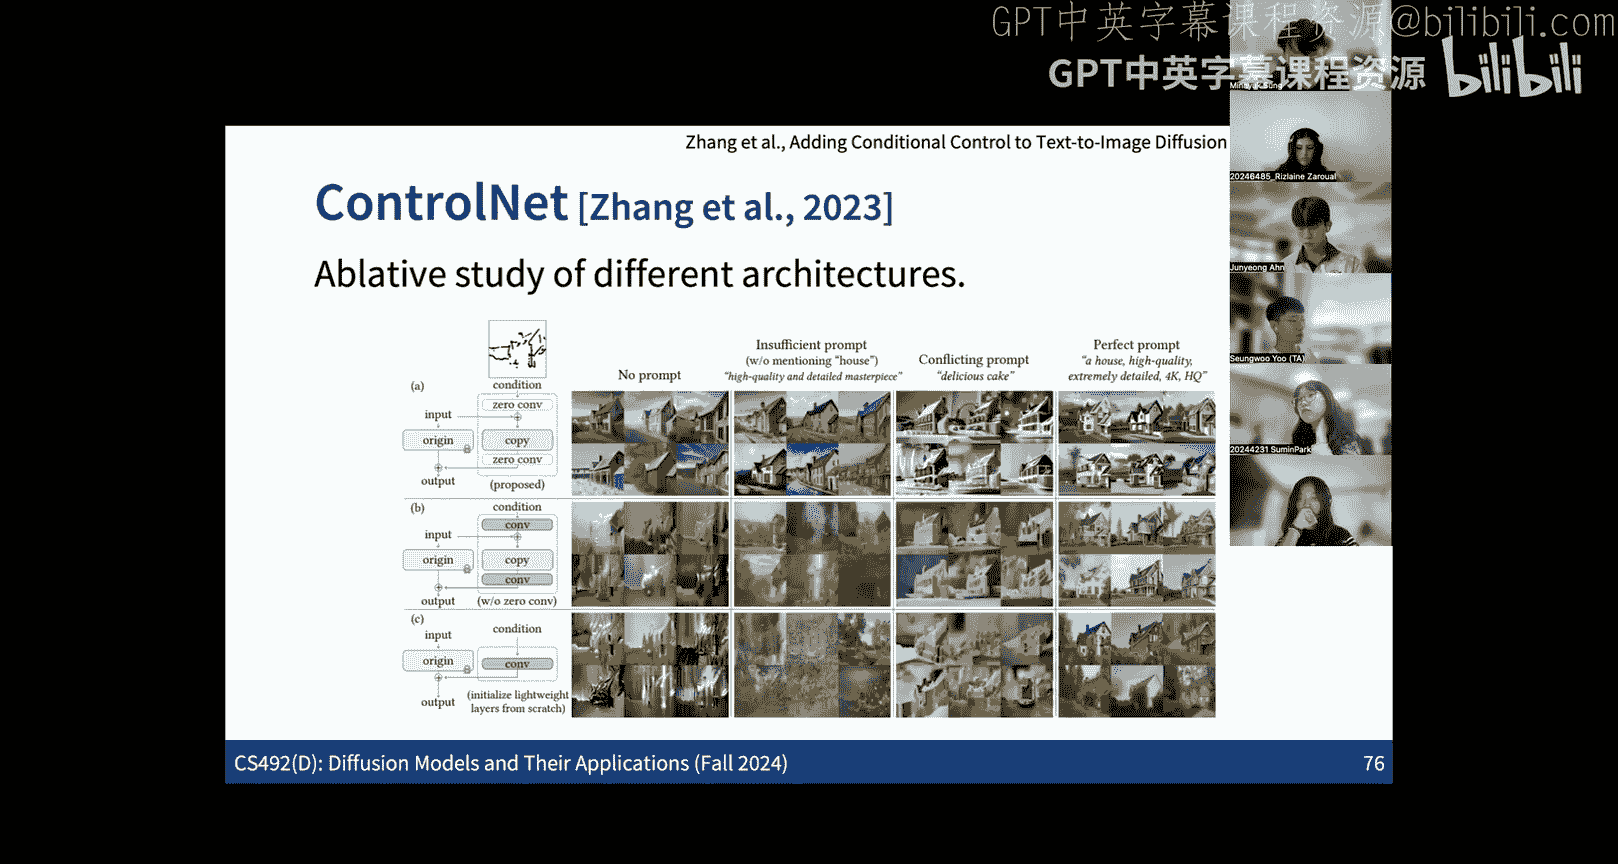 GPT中英字幕课程资源@bilibili.com
GPT中英字幕课程资源 bilibili
Zhang et al., Adding Conditional Control to Text-to-Image Diffusion
ControlNet [Zhang et al., 2023]
Ablative study of different architectures.
No prompt
Insufficient prompt
(w/o mentioning “house”)
“high-quality and detailed masterpiece”
Conflicting prompt
“delicious cake”
Perfect prompt
“a house, high-quality,
extremely detailed, 4K, HQ”
(a)
condition
zero conv
input
origin
copy
zero conv
output
(proposed)
(b)
condition
conv
input
origin
copy
conv
output
(w/o zero conv)
(c)
input
condition
origin
conv
output
(initialize lightweight
layers from scratch)
Sung
20246485_Rizlaine Zaroual
Junyeong Ahn
Seungwoo Yoo (TA)
20244231 SuminPark
CS492(D): Diffusion Models and Their Applications (Fall 2024)
76